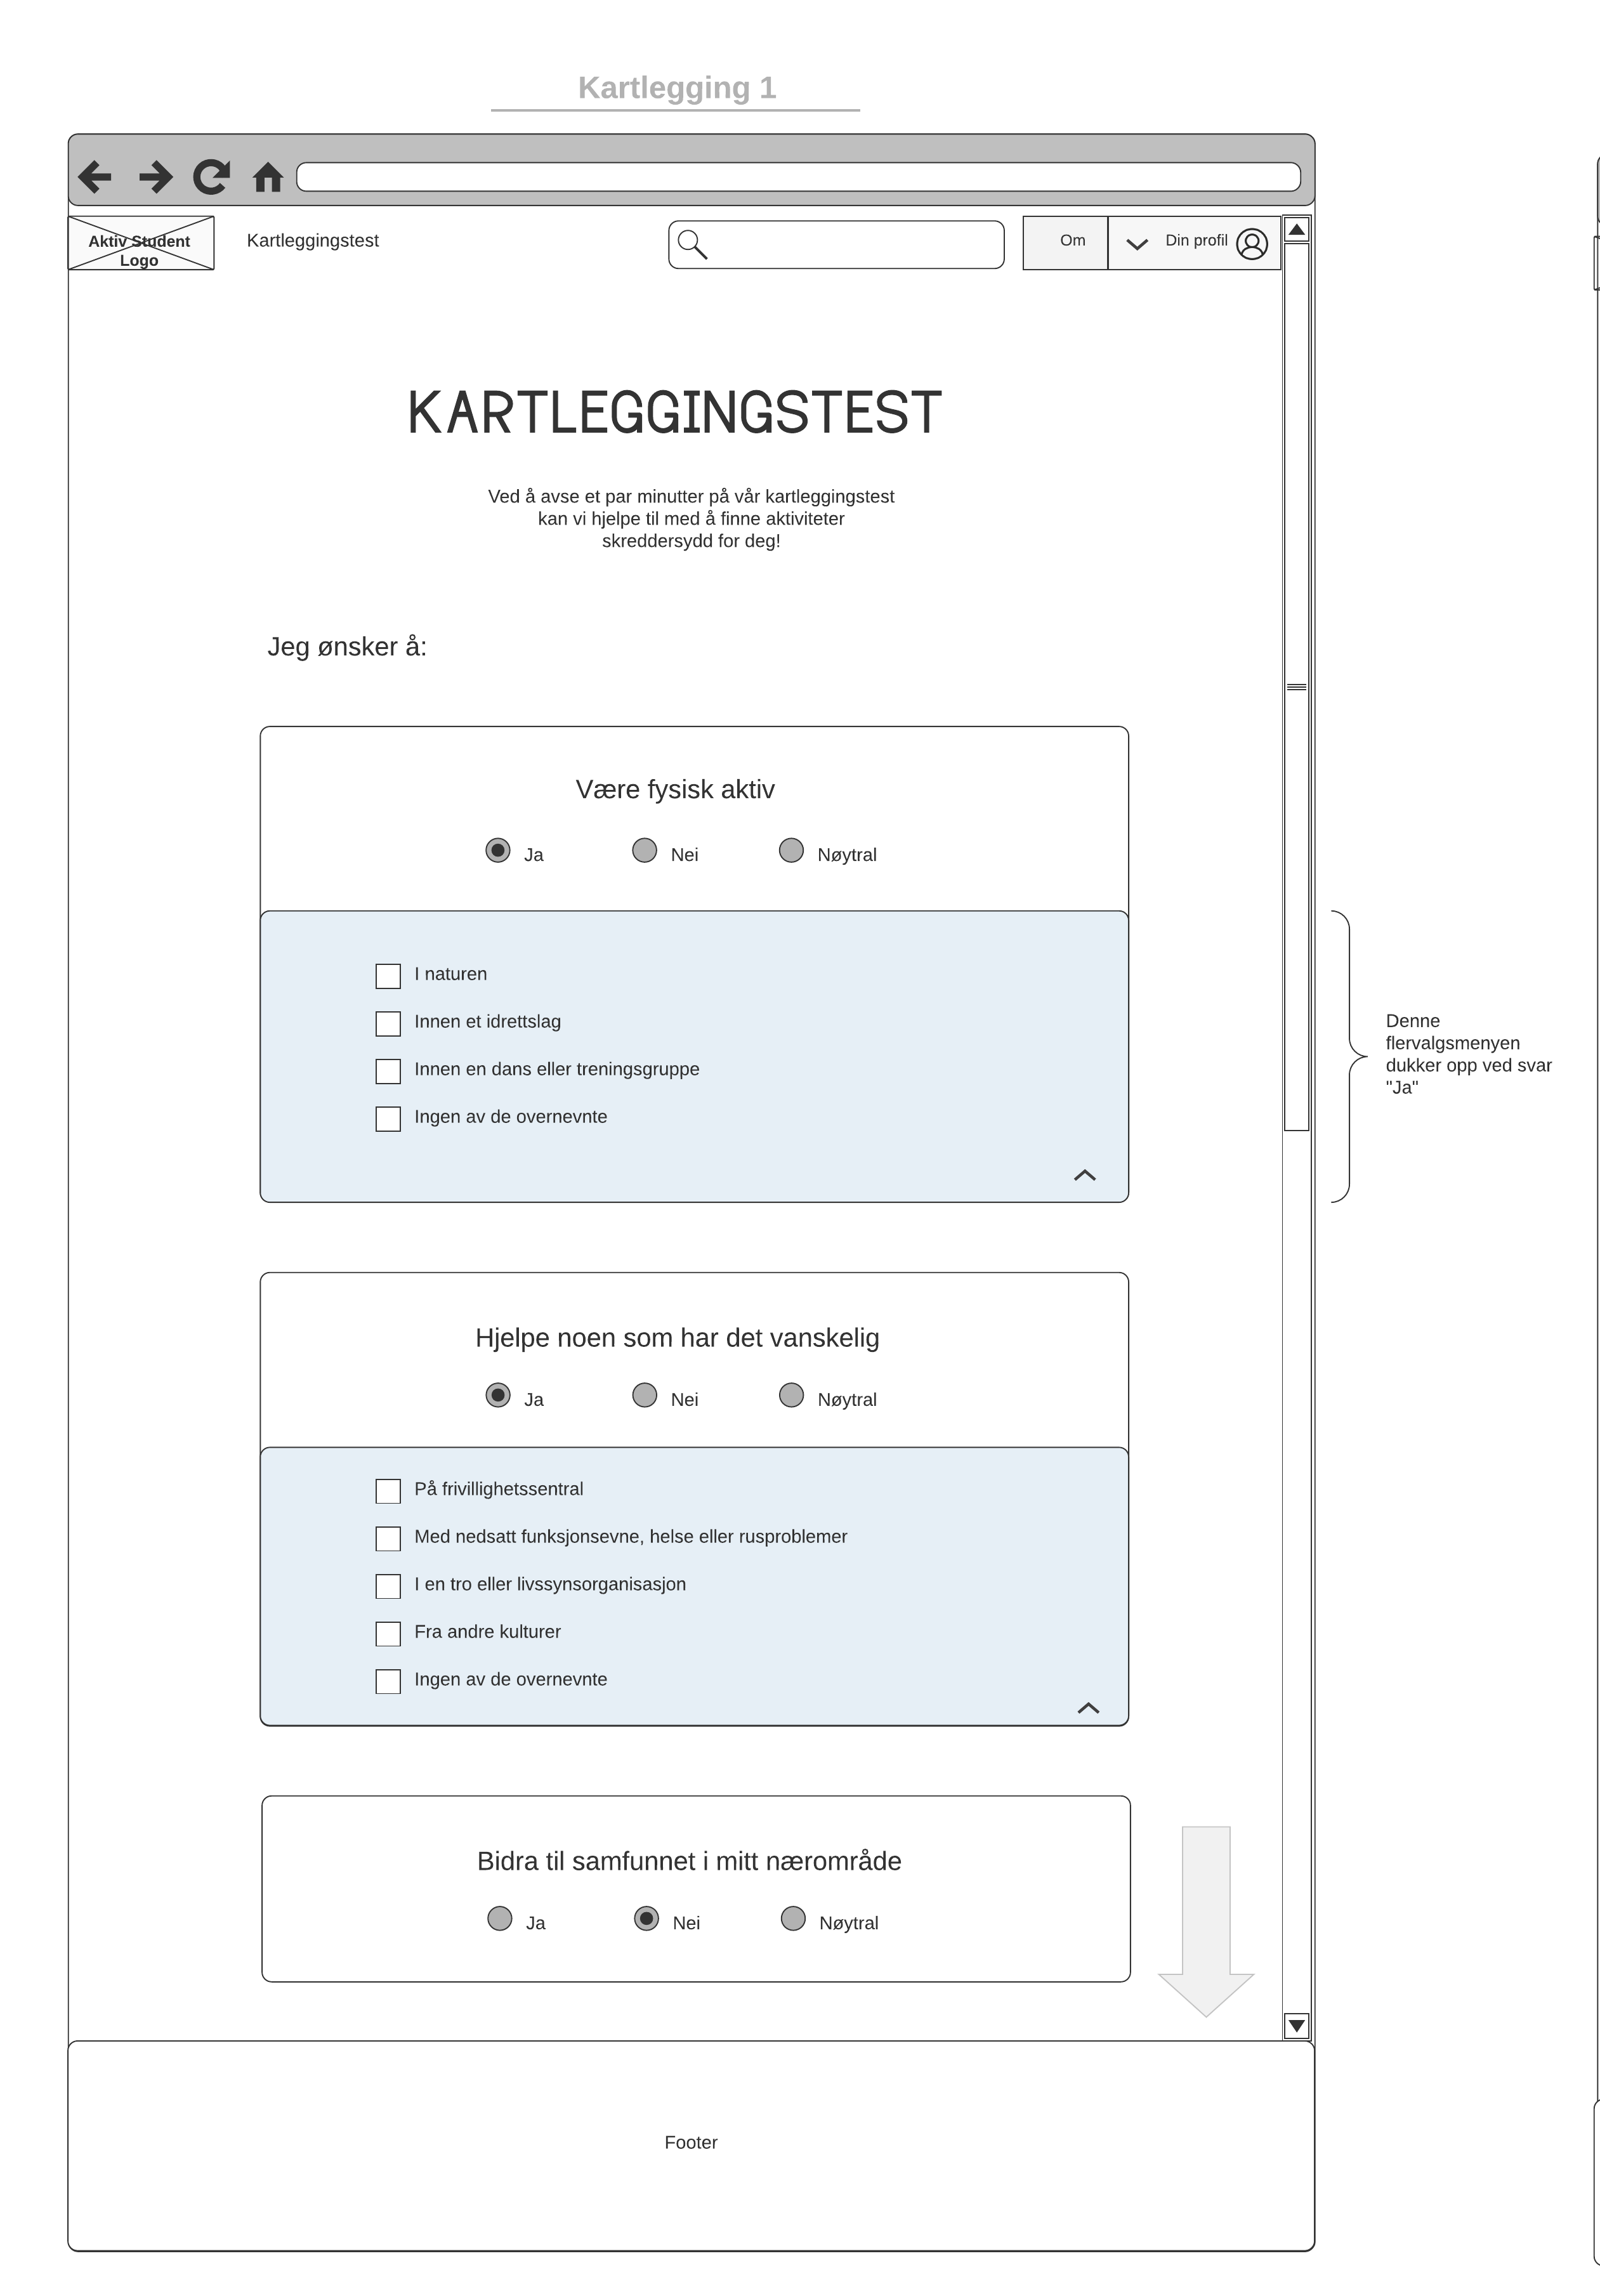 Kartlegging 1
Aktiv Student
Logo
Kartleggingstest
Om
Din profil
KARTLEGGINGSTEST
Ved å avse et par minutter på vår kartleggingstest
kan vi hjelpe til med å finne aktiviteter
skreddersydd for deg!
Jeg ønsker å:
Være fysisk aktiv
Ja
Nei
Nøytral
I naturen
Innen et idrettslag
Innen en dans eller treningsgruppe
Ingen av de overnevnte
Denne
flervalgsmenyen
dukker opp ved svar
"Ja"
Hjelpe noen som har det vanskelig
Ja
Nei
Nøytral
På frivillighetssentral
Med nedsatt funksjonsevne, helse eller rusproblemer
I en tro eller livssynsorganisasjon
Fra andre kulturer
Ingen av de overnevnte
Bidra til samfunnet i mitt nærområde
Ja
Nei
Nøytral
Footer